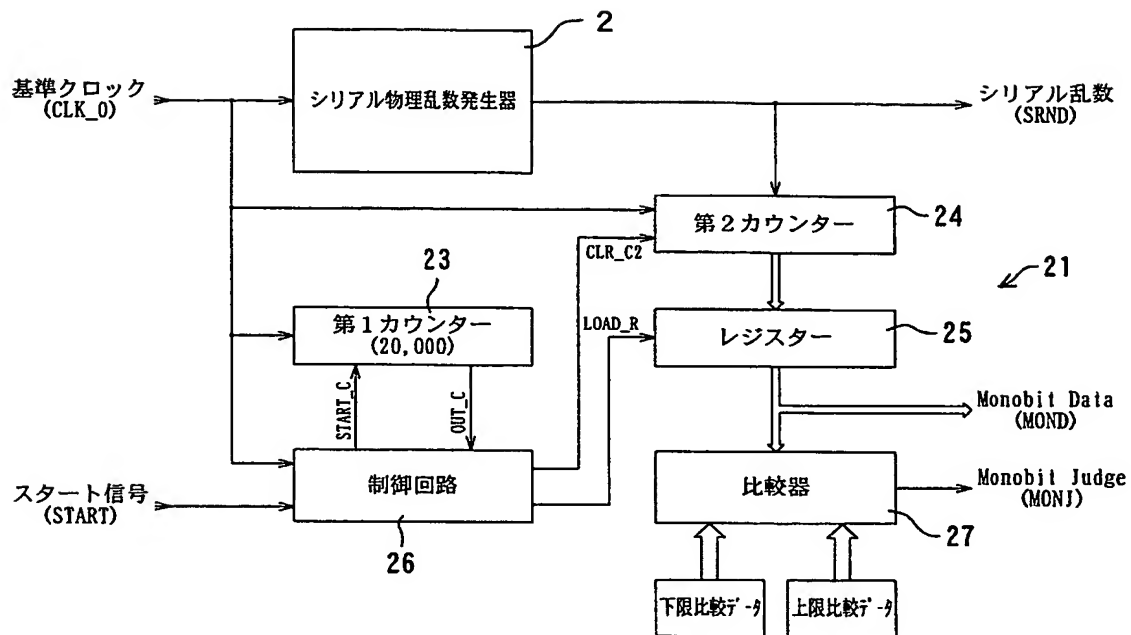 2
基準クロック
(CLK_0)
シリアル物理乱数発生器
シリアル乱数
(SRND)
第2カウンター
24
CLR_C2
21
23
第1カウンター
(20,000)
LOAD_R
レジスター
25
START_C
OUT_C
Monobit Data
(MOND)
制御回路
比較器
Monobit Judge
(MONJ)
スタート信号
(START)
26
27
下限比較データ
上限比較データ